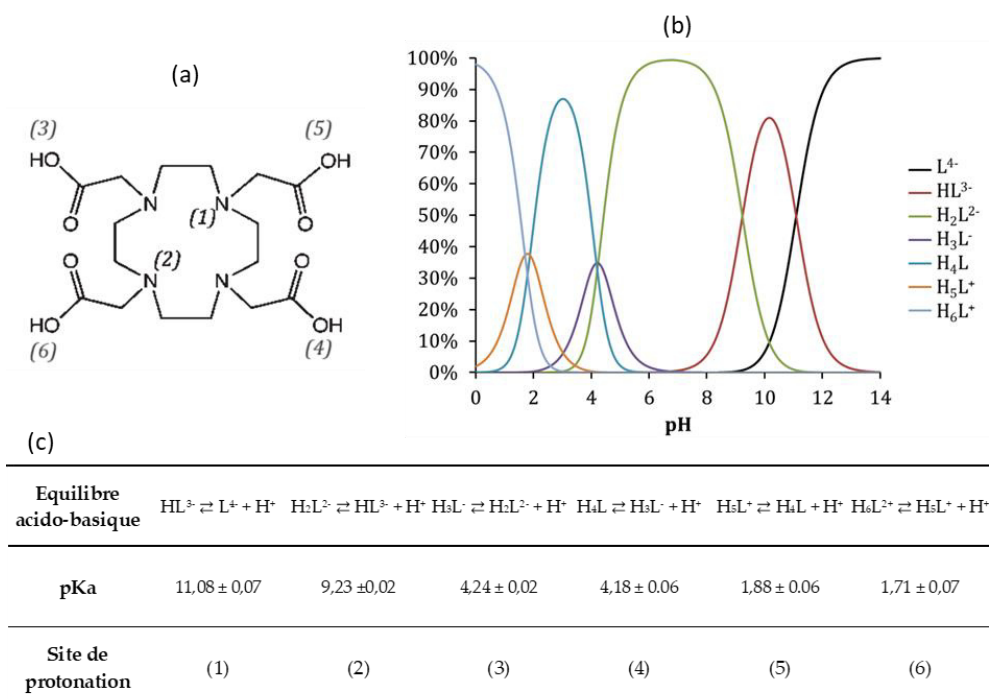 (a)
(3)
(5)
HO
OH
O
O
N
N
(1)
(2)
N
N
O
O
HO
OH
(6)
(4)
(b)
100%
90%
80%
70%
60%
50%
40%
30%
20%
10%
0%
0 2 4 6 8 10 12 14
pH
L⁴⁻
HL³⁻
H₂L²⁻
H₃L⁻
H₄L
H₅L⁺
H₆L⁺
(c)
Equilibre
acido-basique
HL³⁻ ⇄ L⁴⁻ + H⁺ H₂L²⁻ ⇄ HL³⁻ + H⁺ H₃L⁻ ⇄ H₂L²⁻ + H⁺ H₄L ⇄ H₃L⁻ + H⁺ H₅L⁺ ⇄ H₄L + H⁺ H₆L²⁺ ⇄ H₅L⁺ + H⁺
pKa 11,08 ± 0,07 9,23 ±0,02 4,24 ± 0,02 4,18 ± 0.06 1,88 ± 0.06 1,71 ± 0,07
Site de
protonation
(1) (2) (3) (4) (5) (6)